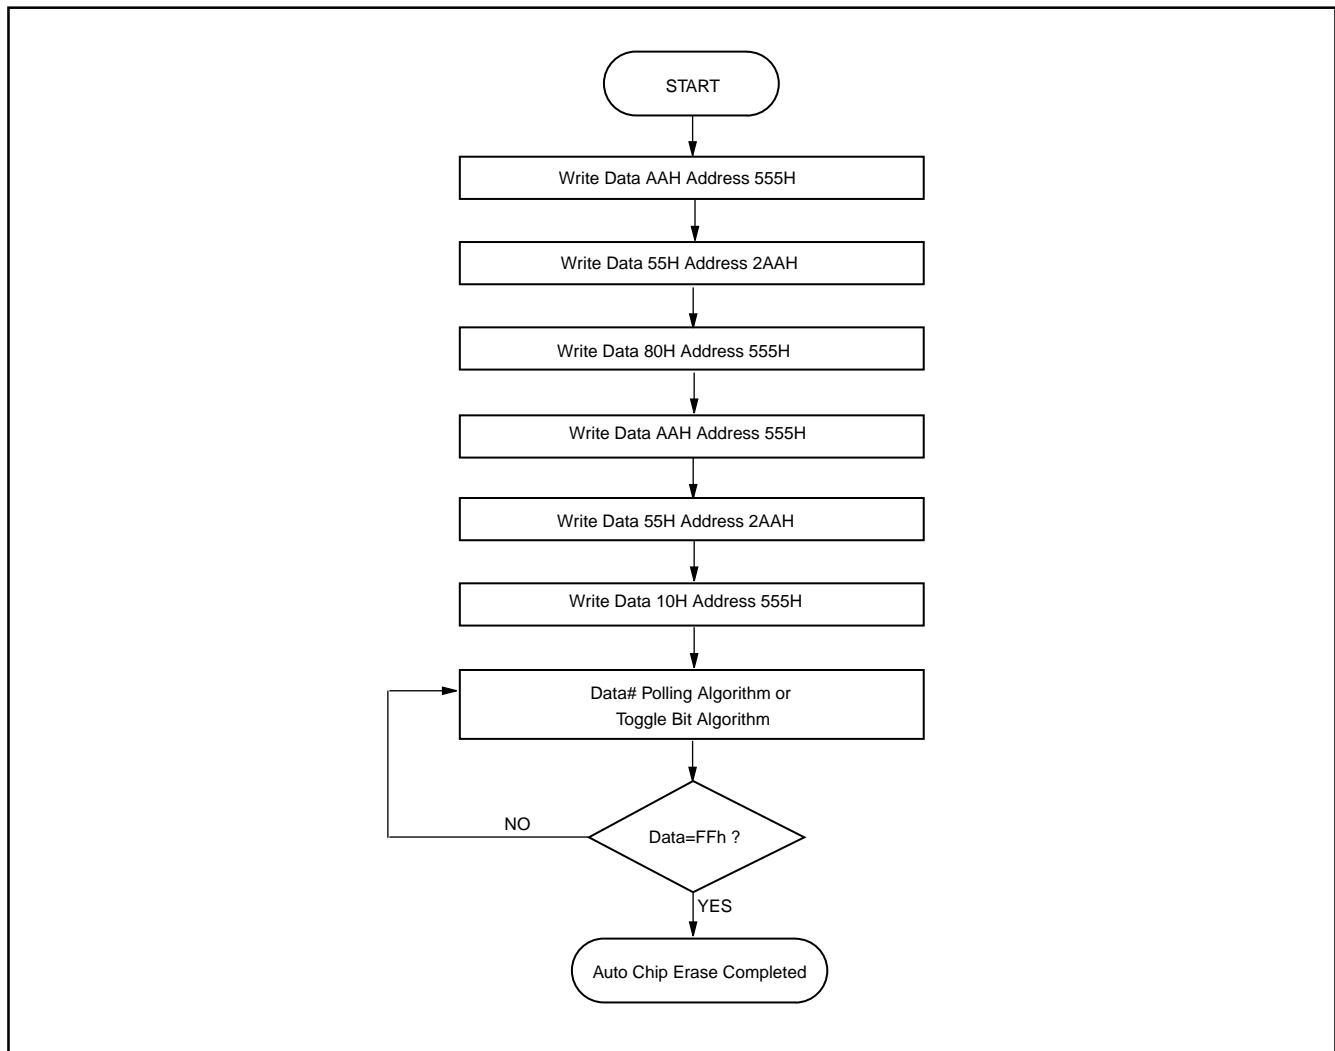 START
Write Data AAH Address 555H
Write Data 55H Address 2AAH
Write Data 80H Address 555H
Write Data AAH Address 555H
Write Data 55H Address 2AAH
Write Data 10H Address 555H
Data# Polling Algorithm or
Toggle Bit Algorithm
NO
Data=FFh ?
YES
Auto Chip Erase Completed